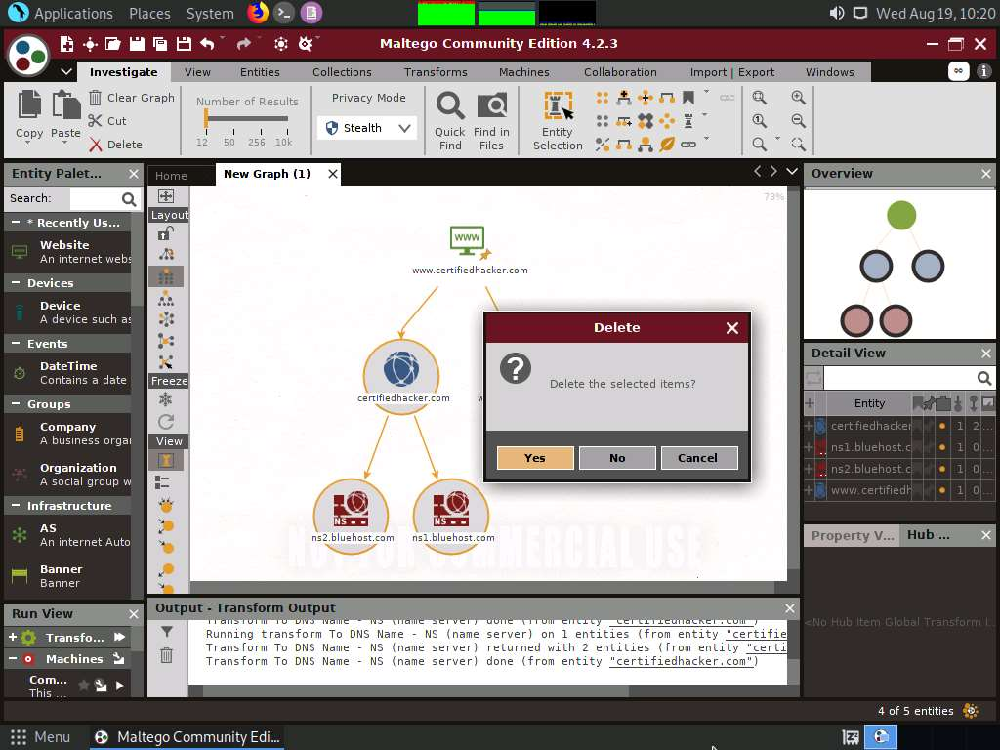 Applications Places System
Wed Aug 19, 10:20
Maltego Community Edition 4.2.3
Investigate View Entities Collections Transforms Machines Collaboration Import | Export Windows
Copy
Paste
Clear Graph
Cut
Delete
Number of Results
12 50 256 10k
Privacy Mode
Stealth
Quick Find
Find in Files
Entity Selection
Entity Palet...
Search:
* Recently Us...
Website
An internet webs
Devices
Device
A device such as
Events
DateTime
Contains a date
Groups
Company
A business organ
Organization
A social group w
Infrastructure
AS
An internet Auto
Banner
Banner
Run View
Transfo...
Machines
Com...
This ...
Home
New Graph (1)
73%
Layout
Freeze
View
www
www.certifiedhacker.com
certifiedhacker.com
w
NS
ns2.bluehost.com
NS
ns1.bluehost.com
NOT FOR COMMERCIAL USE
Delete
Delete the selected items?
Yes
No
Cancel
Output - Transform Output
Transform To DNS Name - NS (name server) done (from entity "certifiedhacker.com")
Running transform To DNS Name - NS (name server) on 1 entities (from entity "certifie
Transform To DNS Name - NS (name server) returned with 2 entities (from entity "certi
Transform To DNS Name - NS (name server) done (from entity "certifiedhacker.com")
Overview
Detail View
Entity
certifiedhacker 1 2...
ns1.bluehost.c 1 0...
ns2.bluehost.c 1 0...
www.certifiedh 1 0...
Property V...
Hub ...
<No Hub Item Global Transform I...
4 of 5 entities
Menu
Maltego Community Edi...